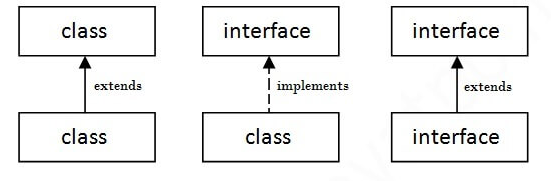 class interface interface
extends implements extends
class class interface